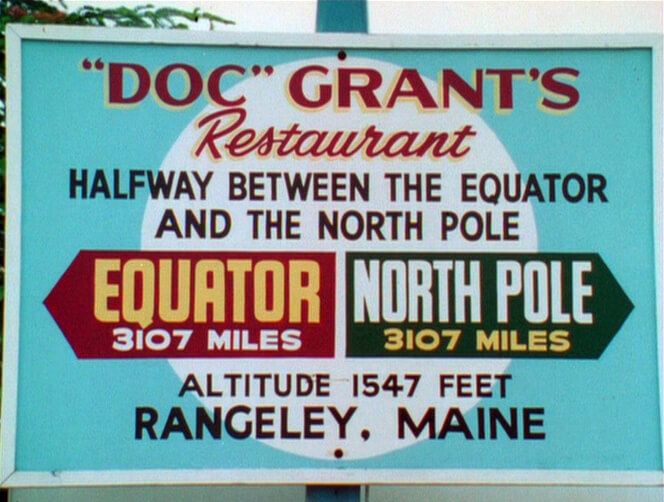 “DOC” GRANT'S
Restaurant
HALFWAY BETWEEN THE EQUATOR
AND THE NORTH POLE
EQUATOR
3107 MILES
NORTH POLE
3107 MILES
ALTITUDE 1547 FEET
RANGELEY, MAINE